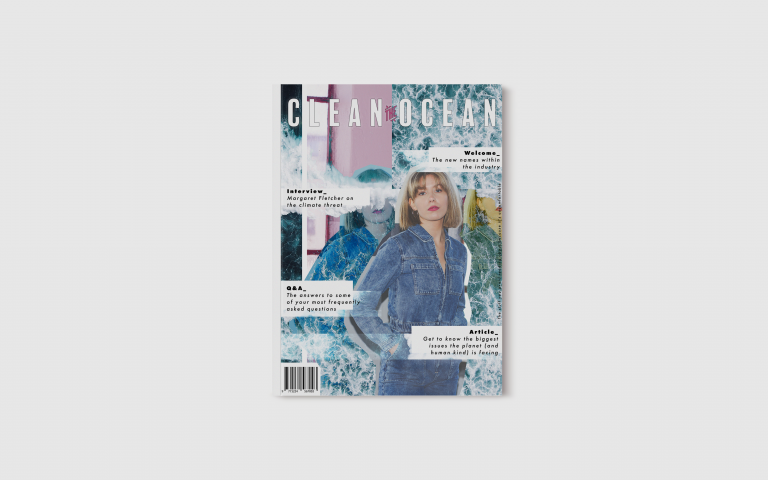 CLEAN THE OCEAN
Welcome_
The new names within
the industry
Interview_
Margaret Fletcher on
the climate threat
Q&A_
The answers to some
of your most frequently
asked questions
Article_
Get to know the biggest
issues the planet (and
human kind) is facing